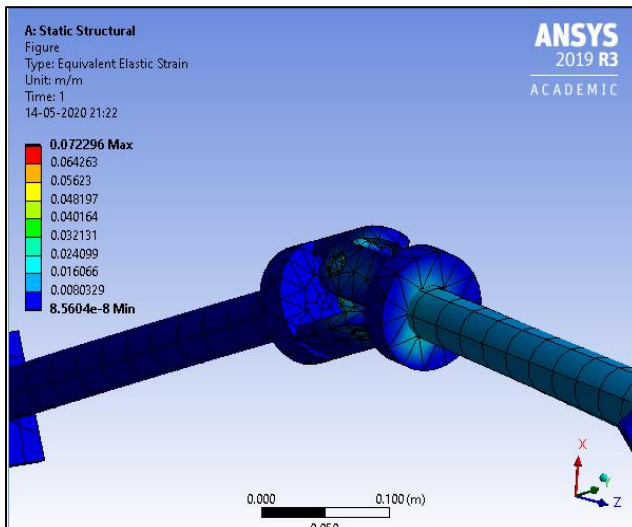 A: Static Structural
Figure
Type: Equivalent Elastic Strain
Unit: m/m
Time: 1
14-05-2020 21:22
0.072296 Max
0.064263
0.05623
0.048197
0.040164
0.032131
0.024099
0.016066
0.0080329
8.5604e-8 Min
ANSYS
2019 R3
ACADEMIC
0.000
0.100 (m)
0.050
X
Y
Z